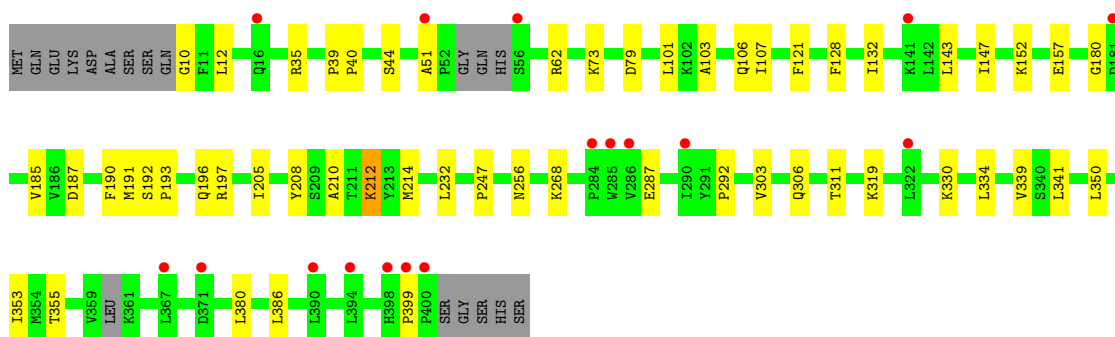 MET GLN GLU LYS ASP ALA SER SER GLN G10 F11 L12 Q16 R35 P39 P40 S44 A51 P52 GLY GLN HIS S56 R62 K73 D79 L101 K102 A103 Q106 I107 F121 F128 I132 K141 L142 L143 I147 K152 E157 G180 D181
V185 V186 D187 F190 M191 S192 P193 Q196 R197 I205 Y208 S209 A210 T211 K212 Y213 M214 L232 P247 N256 K268 P284 W285 V286 E287 I290 Y291 P292 V303 Q306 T311 K319 L322 K330 L334 V339 S340 L341 L350
I353 M354 T355 V359 LEU K361 L367 D371 L380 L386 L390 L394 H398 P399 P400 SER GLY SER HIS SER